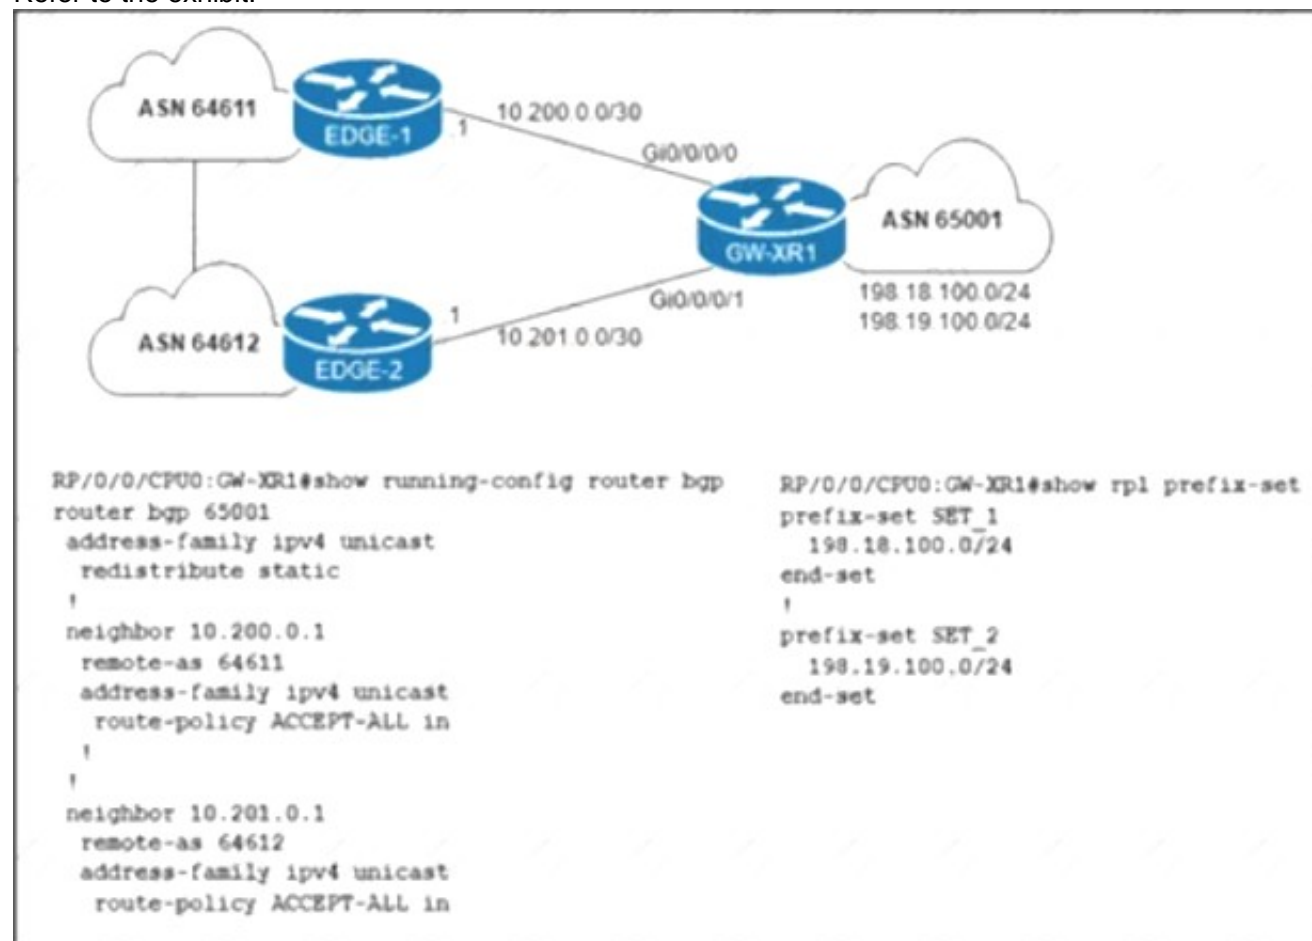 Refer to the exhibit.
ASN 64611
EDGE-1
.1
10.200.0.0/30
Gi0/0/0/0
GW-XR1
ASN 65001
198.18.100.0/24
198.19.100.0/24
Gi0/0/0/1
10.201.0.0/30
.1
ASN 64612
EDGE-2
RP/0/0/CPU0:GW-XR1#show running-config router bgp
router bgp 65001
address-family ipv4 unicast
redistribute static
!
neighbor 10.200.0.1
remote-as 64611
address-family ipv4 unicast
route-policy ACCEPT-ALL in
!
!
neighbor 10.201.0.1
remote-as 64612
address-family ipv4 unicast
route-policy ACCEPT-ALL in
RP/0/0/CPU0:GW-XR1#show rpl prefix-set
prefix-set SET_1
198.18.100.0/24
end-set
!
prefix-set SET_2
198.19.100.0/24
end-set